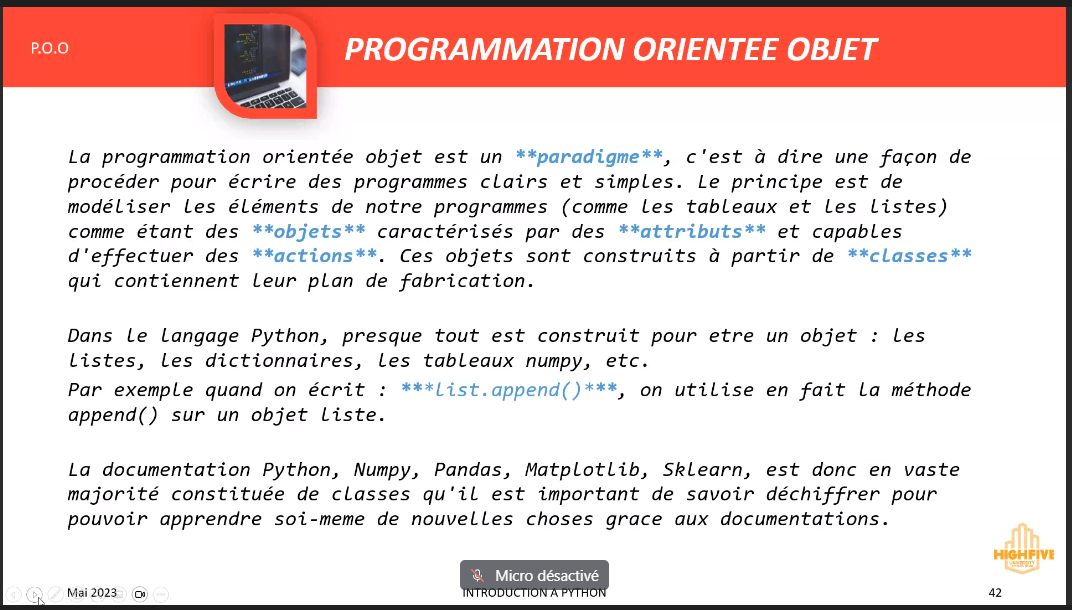 P.O.O
PROGRAMMATION ORIENTEE OBJET
La programmation orientée objet est un **paradigme**, c'est à dire une façon de
procéder pour écrire des programmes clairs et simples. Le principe est de
modéliser les éléments de notre programmes (comme les tableaux et les listes)
comme étant des **objets** caractérisés par des **attributs** et capables
d'effectuer des **actions**. Ces objets sont construits à partir de **classes**
qui contiennent leur plan de fabrication.
Dans le langage Python, presque tout est construit pour etre un objet : les
listes, les dictionnaires, les tableaux numpy, etc.
Par exemple quand on écrit : ***list.append()***, on utilise en fait la méthode
append() sur un objet liste.
La documentation Python, Numpy, Pandas, Matplotlib, Sklearn, est donc en vaste
majorité constituée de classes qu'il est important de savoir déchiffrer pour
pouvoir apprendre soi-meme de nouvelles choses grace aux documentations.
HIGHFIVE
UNIVERSITY
Micro désactivé
Mai 2023
INTRODUCTION A PYTHON
42